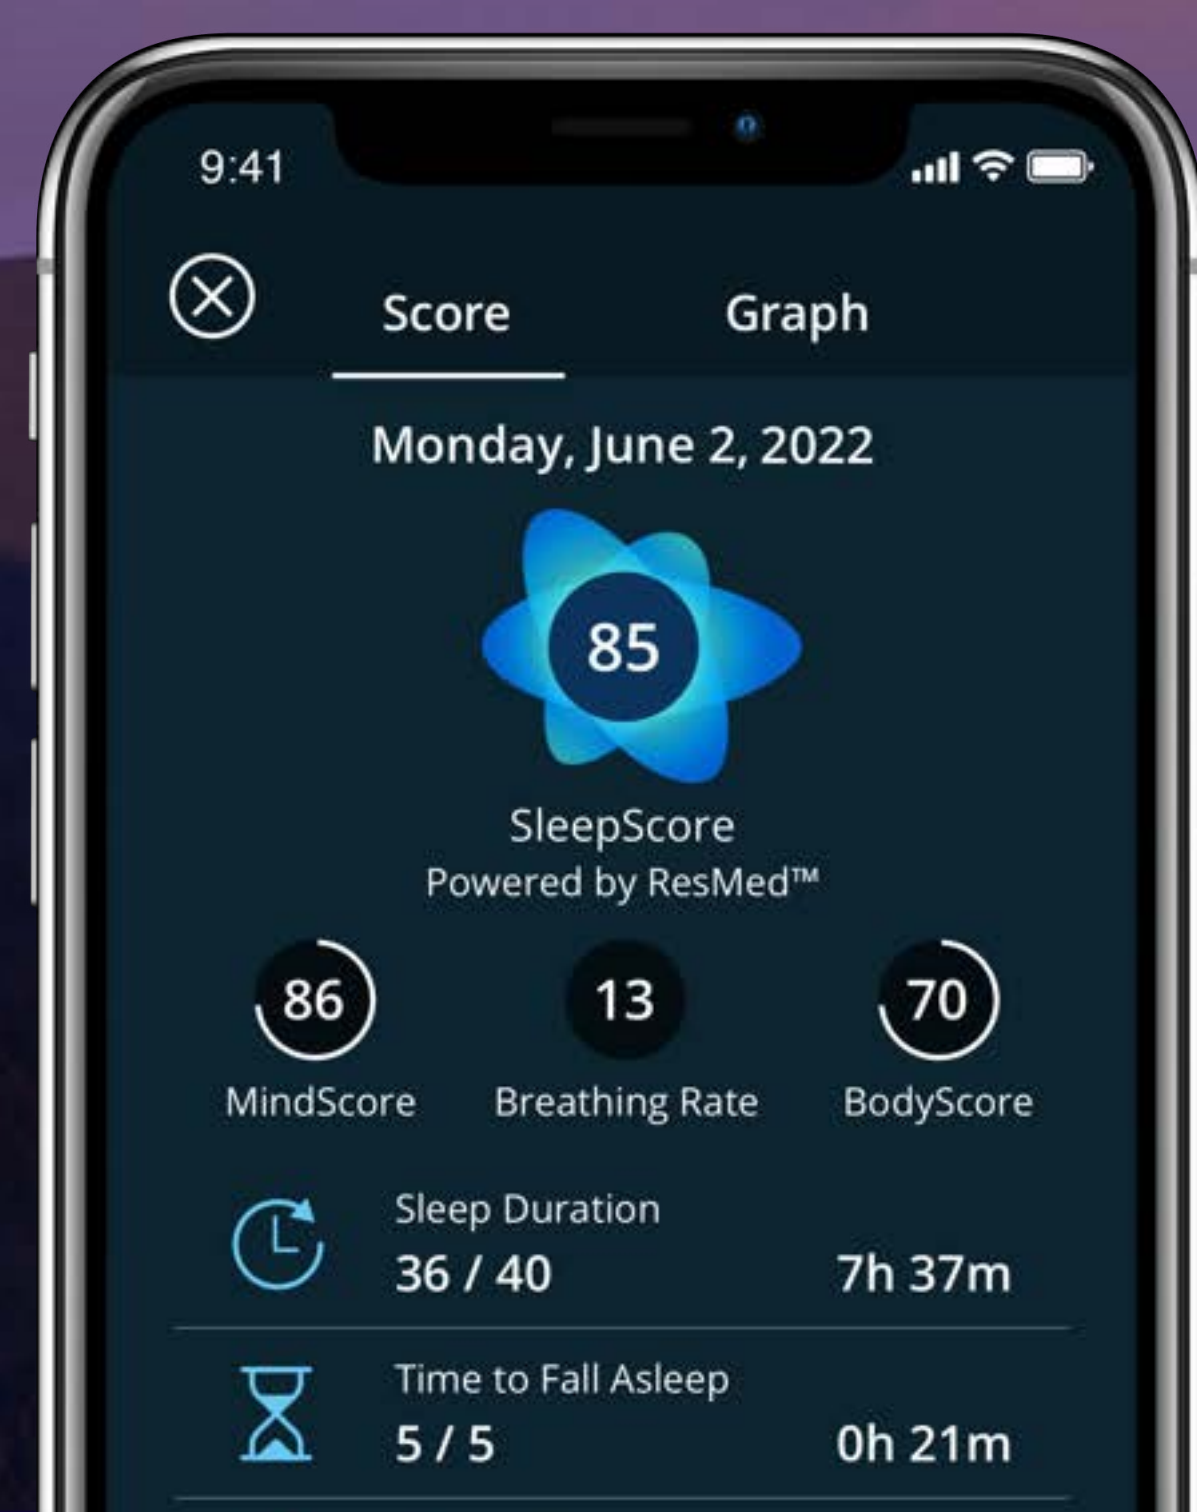 9:41
Score Graph
Monday, June 2, 2022
85
SleepScore
Powered by ResMed™
86 13 70
MindScore Breathing Rate BodyScore
Sleep Duration
36 / 40 7h 37m
Time to Fall Asleep
5 / 5 0h 21m